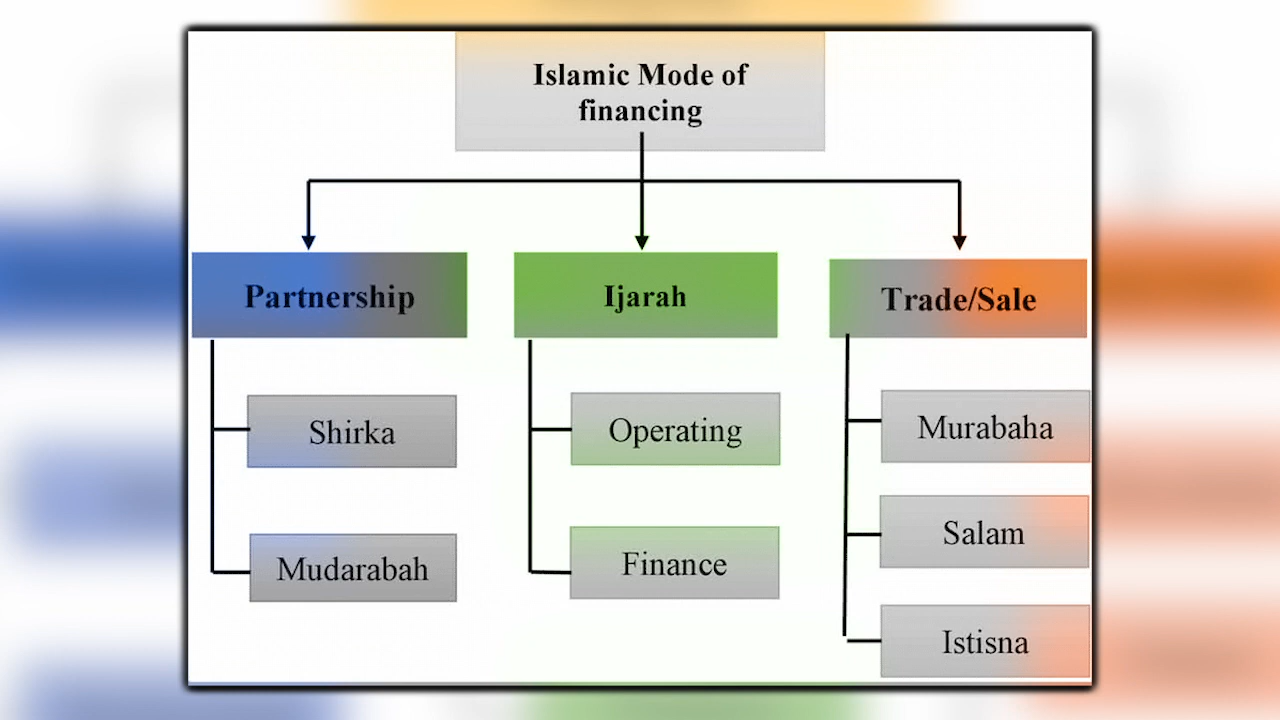 Islamic Mode of
financing
Partnership
Ijarah
Trade/Sale
Shirka
Operating
Murabaha
Mudarabah
Finance
Salam
Istisna